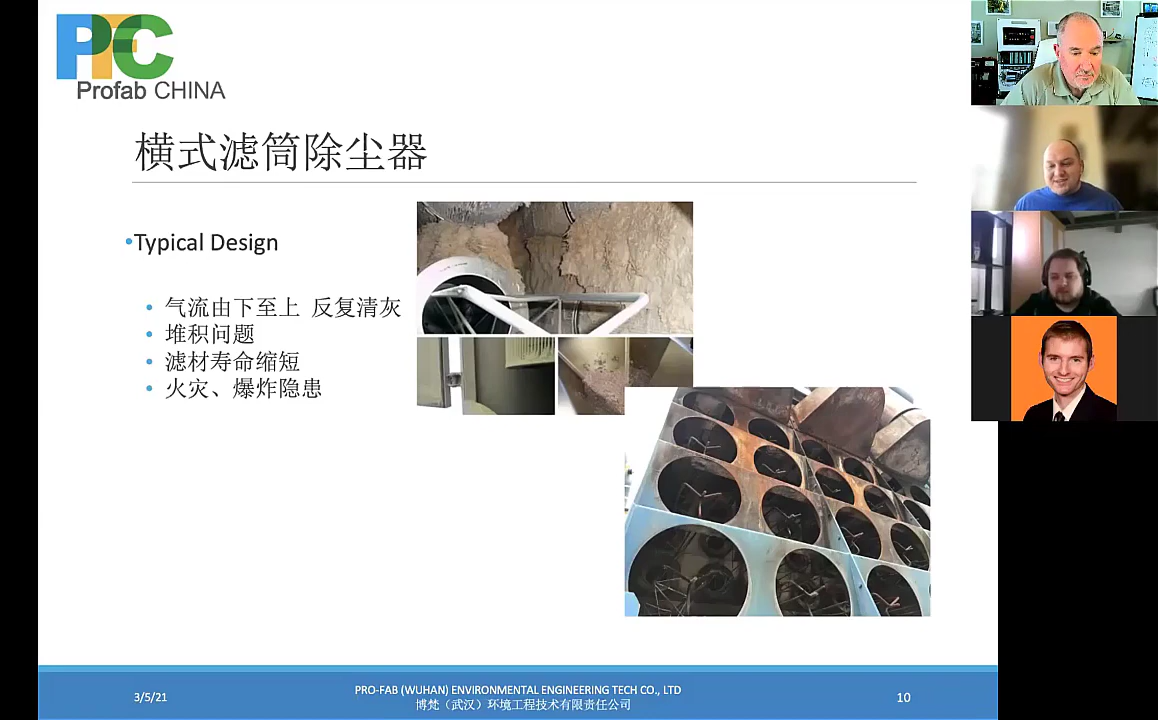 PFC
Profab CHINA
横式滤筒除尘器
•Typical Design
• 气流由下至上 反复清灰
• 堆积问题
• 滤材寿命缩短
• 火灾、爆炸隐患
3/5/21
PRO-FAB (WUHAN) ENVIRONMENTAL ENGINEERING TECH CO., LTD
博梵（武汉）环境工程技术有限责任公司
10